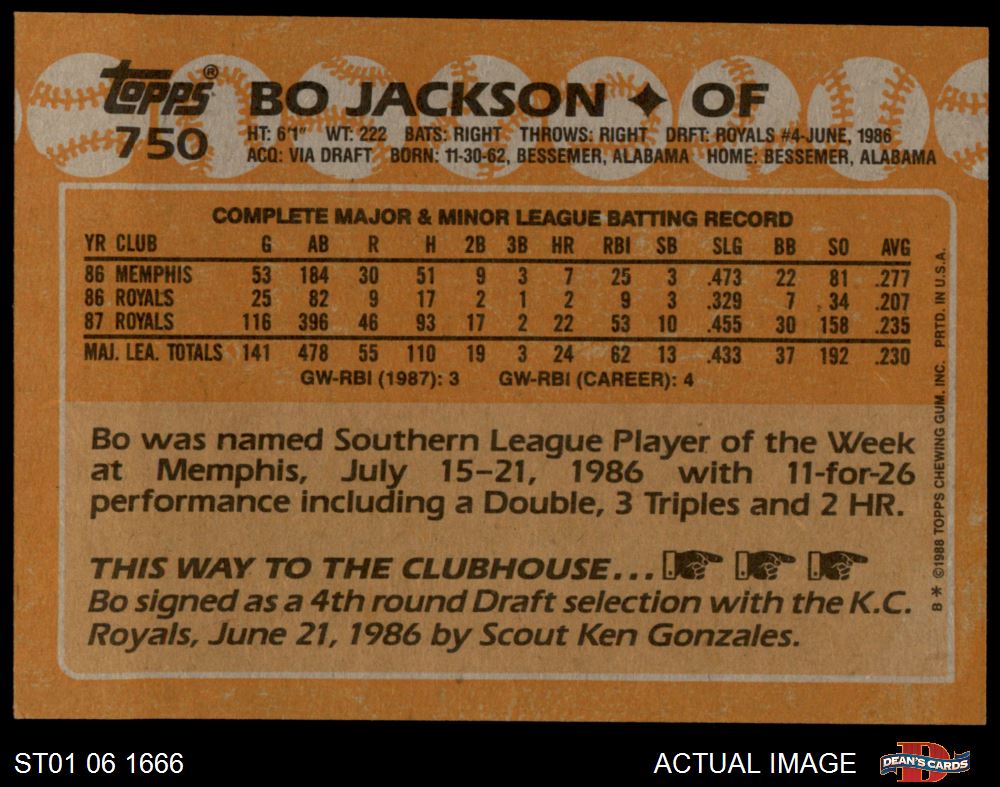 topps® BO JACKSON ✦ OF
750 HT: 6'1" WT: 222 BATS: RIGHT THROWS: RIGHT DRFT: ROYALS #4-JUNE, 1986
ACQ: VIA DRAFT BORN: 11-30-62, BESSEMER, ALABAMA HOME: BESSEMER, ALABAMA
COMPLETE MAJOR & MINOR LEAGUE BATTING RECORD
YR CLUB G AB R H 2B 3B HR RBI SB SLG BB SO AVG
86 MEMPHIS 53 184 30 51 9 3 7 25 3 .473 22 81 .277
86 ROYALS 25 82 9 17 2 1 2 9 3 .329 7 34 .207
87 ROYALS 116 396 46 93 17 2 22 53 10 .455 30 158 .235
MAJ. LEA. TOTALS 141 478 55 110 19 3 24 62 13 .433 37 192 .230
GW-RBI (1987): 3 GW-RBI (CAREER): 4
Bo was named Southern League Player of the Week
at Memphis, July 15–21, 1986 with 11-for-26
performance including a Double, 3 Triples and 2 HR.
THIS WAY TO THE CLUBHOUSE...
Bo signed as a 4th round Draft selection with the K.C.
Royals, June 21, 1986 by Scout Ken Gonzales.
B* ©1988 TOPPS CHEWING GUM, INC. PRTD. IN U.S.A.
ST01 06 1666 ACTUAL IMAGE DEAN'S CARDS